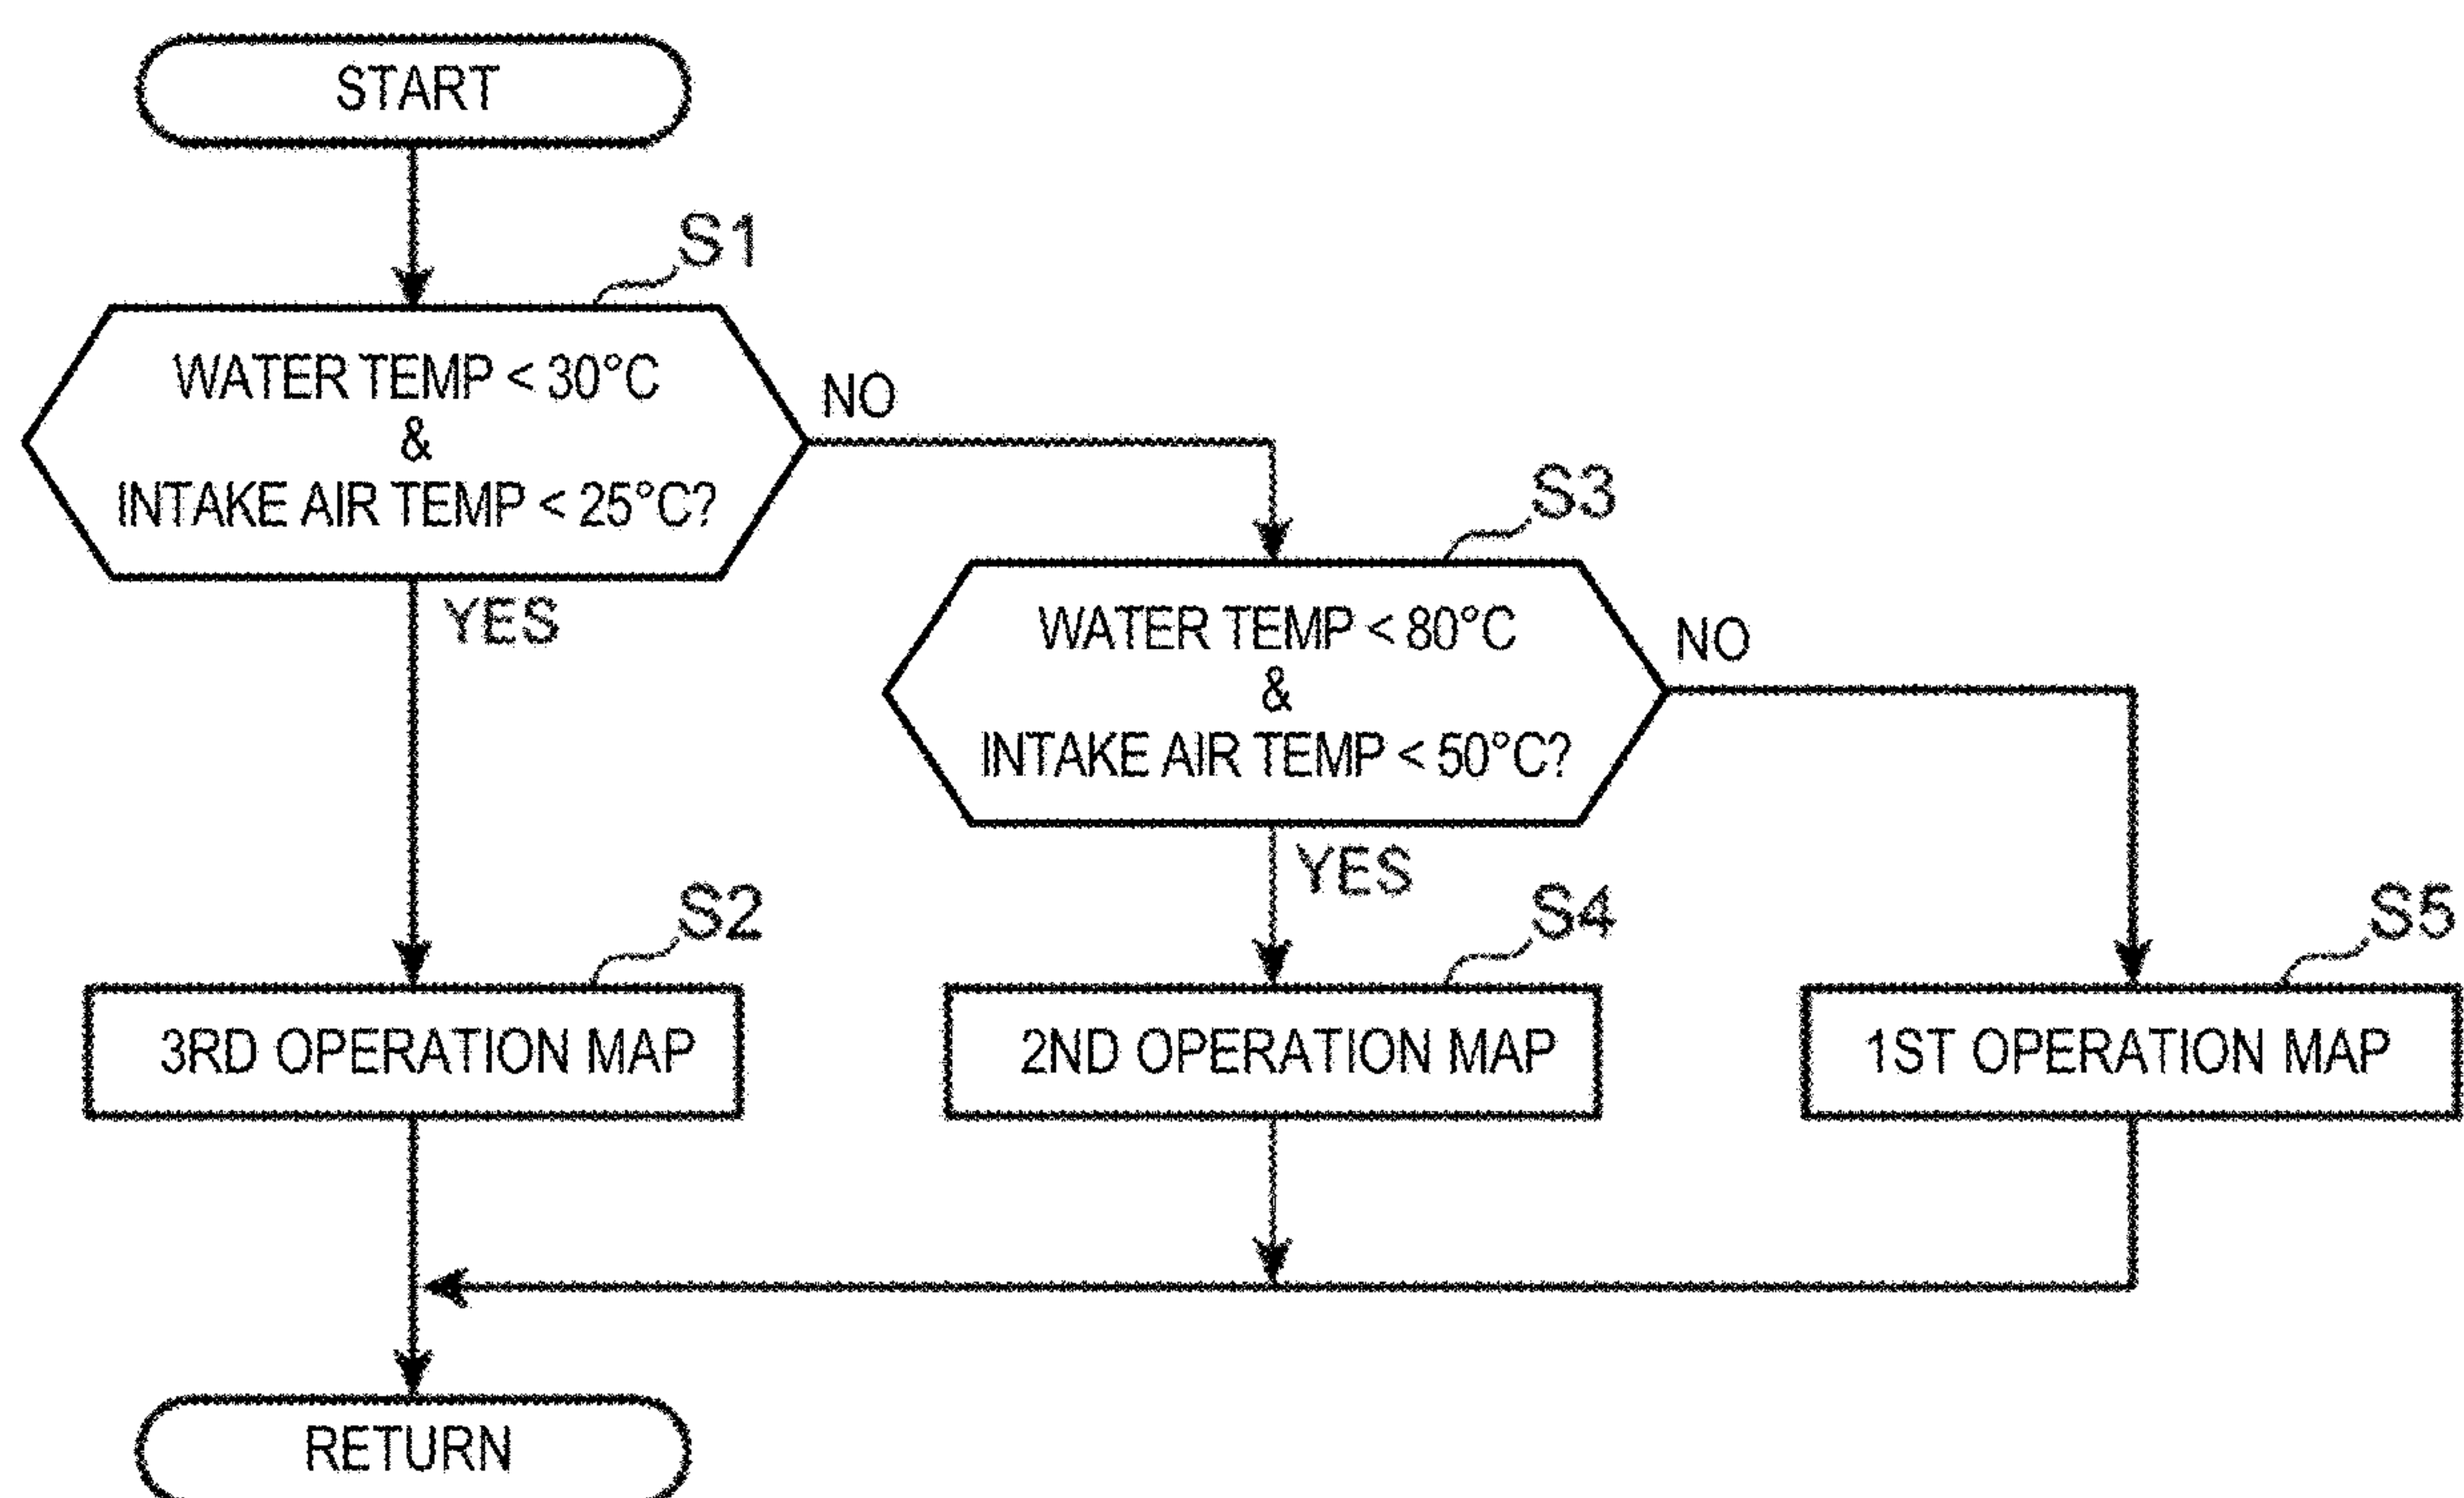 START
S1
WATER TEMP < 30°C
&
INTAKE AIR TEMP < 25°C?
NO
YES
S3
WATER TEMP < 80°C
&
INTAKE AIR TEMP < 50°C?
NO
YES
S2
3RD OPERATION MAP
S4
2ND OPERATION MAP
S5
1ST OPERATION MAP
RETURN